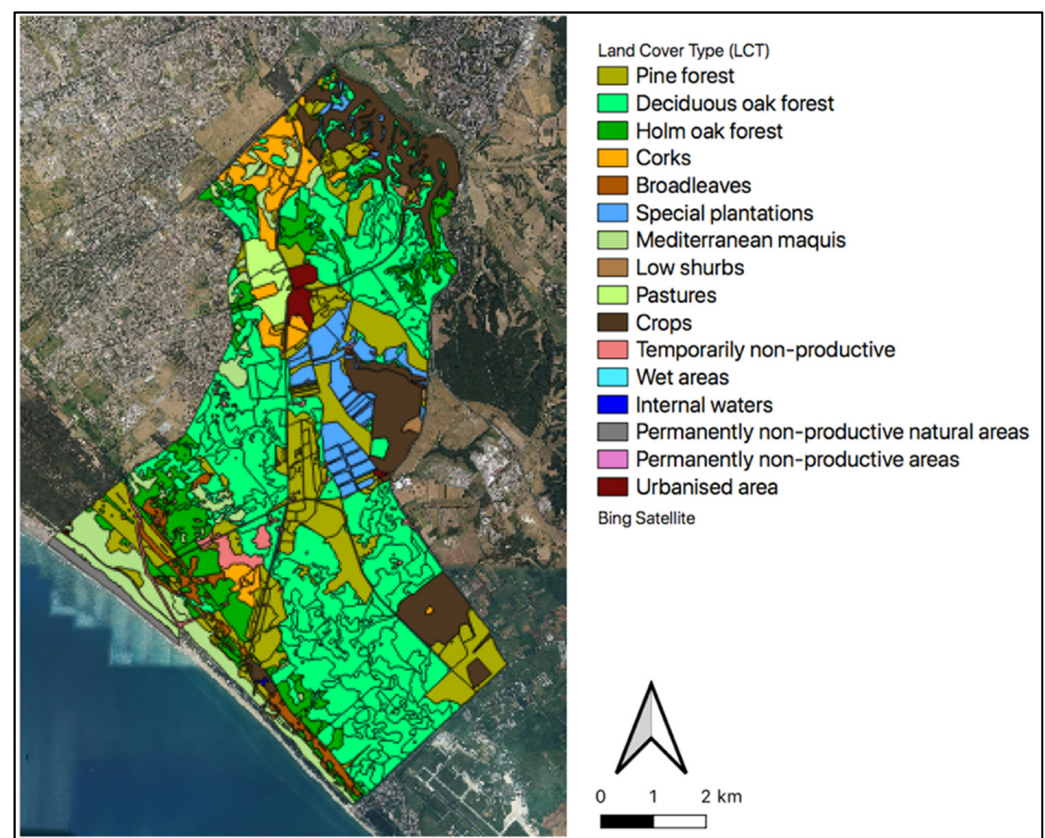 Land Cover Type (LCT)
Pine forest
Deciduous oak forest
Holm oak forest
Corks
Broadleaves
Special plantations
Mediterranean maquis
Low shurbs
Pastures
Crops
Temporarily non-productive
Wet areas
Internal waters
Permanently non-productive natural areas
Permanently non-productive areas
Urbanised area
Bing Satellite
0 1 2 km